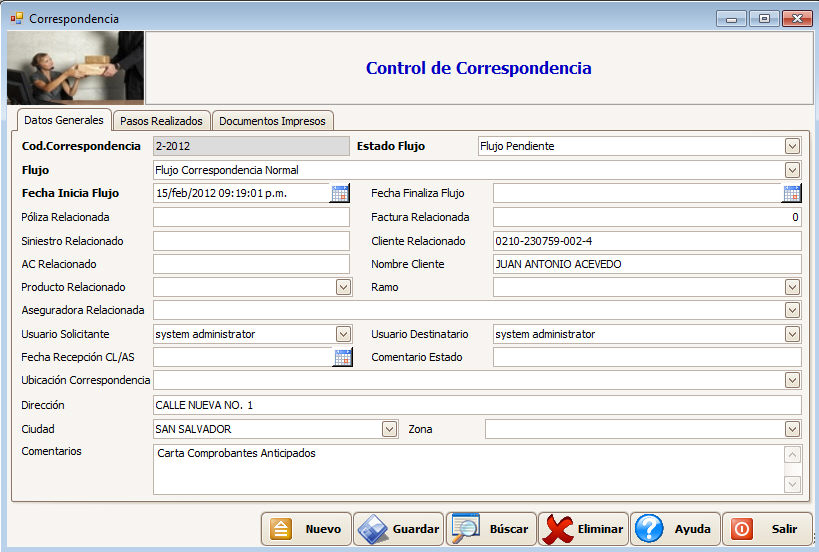 Correspondencia
Control de Correspondencia
Datos Generales Pasos Realizados Documentos Impresos
Cod.Correspondencia 2-2012 Estado Flujo Flujo Pendiente
Flujo Flujo Correspondencia Normal
Fecha Inicia Flujo 15/feb/2012 09:19:01 p.m. Fecha Finaliza Flujo
Póliza Relacionada Factura Relacionada 0
Siniestro Relacionado Cliente Relacionado 0210-230759-002-4
AC Relacionado Nombre Cliente JUAN ANTONIO ACEVEDO
Producto Relacionado Ramo
Aseguradora Relacionada
Usuario Solicitante system administrator Usuario Destinatario system administrator
Fecha Recepción CL/AS Comentario Estado
Ubicación Correspondencia
Dirección CALLE NUEVA NO. 1
Ciudad SAN SALVADOR Zona
Comentarios Carta Comprobantes Anticipados
Nuevo Guardar Búscar Eliminar Ayuda Salir